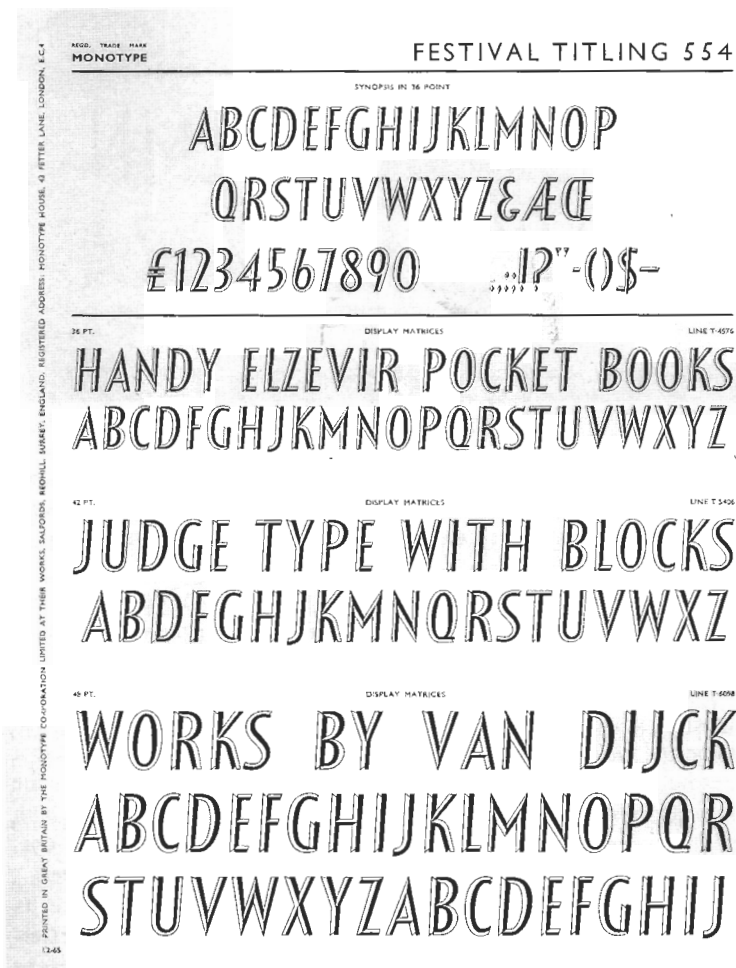 REGD. TRADE MARK
MONOTYPE
FESTIVAL TITLING 554
SYNOPSIS IN 36 POINT
ABCDEFGHIJKLMNOP
QRSTUVWXYZ&ÆŒ
£1234567890 .,:;!?’’-()$–
36 PT. DISPLAY MATRICES LINE T-4576
HANDY ELZEVIR POCKET BOOKS
ABCDFGHJKMNOPQRSTUVWXYZ
42 PT. DISPLAY MATRICES LINE T 5406
JUDGE TYPE WITH BLOCKS
ABDFGHJKMNQRSTUVWXZ
48 PT. DISPLAY MATRICES LINE T-6098
WORKS BY VAN DIJCK
ABCDEFGHIJKLMNOPQR
STUVWXYZABCDEFGHIJ
PRINTED IN GREAT BRITAIN BY THE MONOTYPE CORPORATION LIMITED AT THEIR WORKS, SALFORDS, REDHILL, SURREY, ENGLAND. REGISTERED ADDRESS: MONOTYPE HOUSE, 43 FETTER LANE, LONDON, E.C.4
12-65